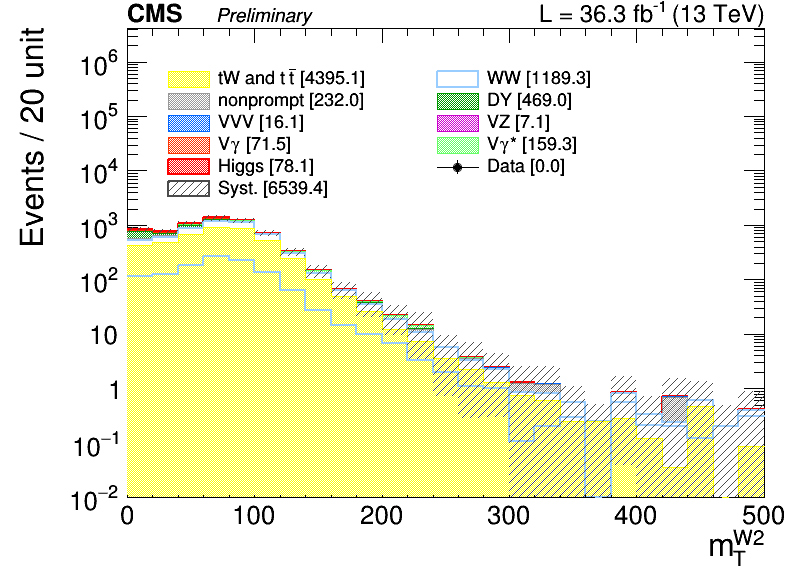 CMS Preliminary L = 36.3 fb⁻¹ (13 TeV)
Events / 20 unit
10⁶
10⁵
10⁴
10³
10²
10
1
10⁻¹
10⁻²
tW and tt̄ [4395.1]
nonprompt [232.0]
VVV [16.1]
Vγ [71.5]
Higgs [78.1]
Syst. [6539.4]
WW [1189.3]
DY [469.0]
VZ [7.1]
Vγ* [159.3]
Data [0.0]
0 100 200 300 400 500
m_T^W2